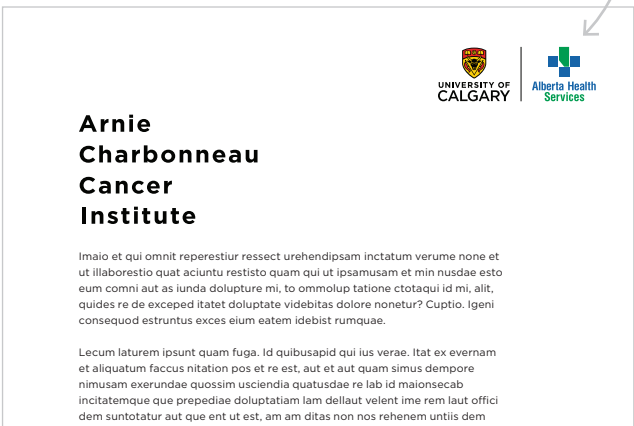 UNIVERSITY OF
CALGARY
Alberta Health
Services
Arnie
Charbonneau
Cancer
Institute
Imaio et qui omnit reperestiur ressect urehendipsam inctatum verume none et
ut illaborestio quat aciuntu restisto quam qui ut ipsamusam et min nusdae esto
eum comni aut as iunda dolupture mi, to ommolup tatione ctotaqui id mi, alit,
quides re de exceped itatet doluptate videbitas dolore nonetur? Cuptio. Igeni
consequod estruntus exces eium eatem idebist rumquae.
Lecum laturem ipsunt quam fuga. Id quibusapid qui ius verae. Itat ex evernam
et aliquatum faccus nitation pos et re est, aut et aut quam simus dempore
nimusam exerundae quossim usciendia quatusdae re lab id maionsecab
incitatemque que prepediae doluptatiam lam dellaut velent ime rem laut offici
dem suntotatur aut que ent ut est, am am ditas non nos rehenem untiis dem